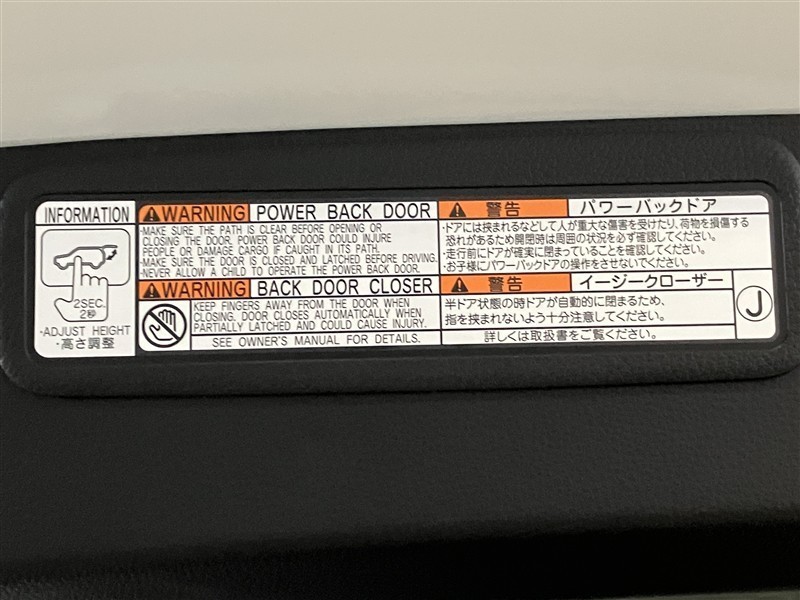 INFORMATION
2SEC.
2秒
·ADJUST HEIGHT
·高さ調整
WARNING POWER BACK DOOR
·MAKE SURE THE PATH IS CLEAR BEFORE OPENING OR
CLOSING THE DOOR. POWER BACK DOOR COULD INJURE
PEOPLE OR DAMAGE CARGO IF CAUGHT IN ITS PATH.
·MAKE SURE THE DOOR IS CLOSED AND LATCHED BEFORE DRIVING.
·NEVER ALLOW A CHILD TO OPERATE THE POWER BACK DOOR.
WARNING BACK DOOR CLOSER
KEEP FINGERS AWAY FROM THE DOOR WHEN
CLOSING. DOOR CLOSES AUTOMATICALLY WHEN
PARTIALLY LATCHED AND COULD CAUSE INJURY.
SEE OWNER'S MANUAL FOR DETAILS.
警告 パワーバックドア
·ドアには挟まれるなどして人が重大な傷害を受けたり、荷物を損傷する
恐れがあるため開閉時は周囲の状況を必ず確認してください。
·走行前にドアが確実に閉まっていることを確認してください。
·お子様にパワーバックドアの操作をさせないでください。
警告 イージークローザー
半ドア状態の時ドアが自動的に閉まるため、
指を挟まれないよう十分注意してください。
詳しくは取扱書をご覧ください。
J